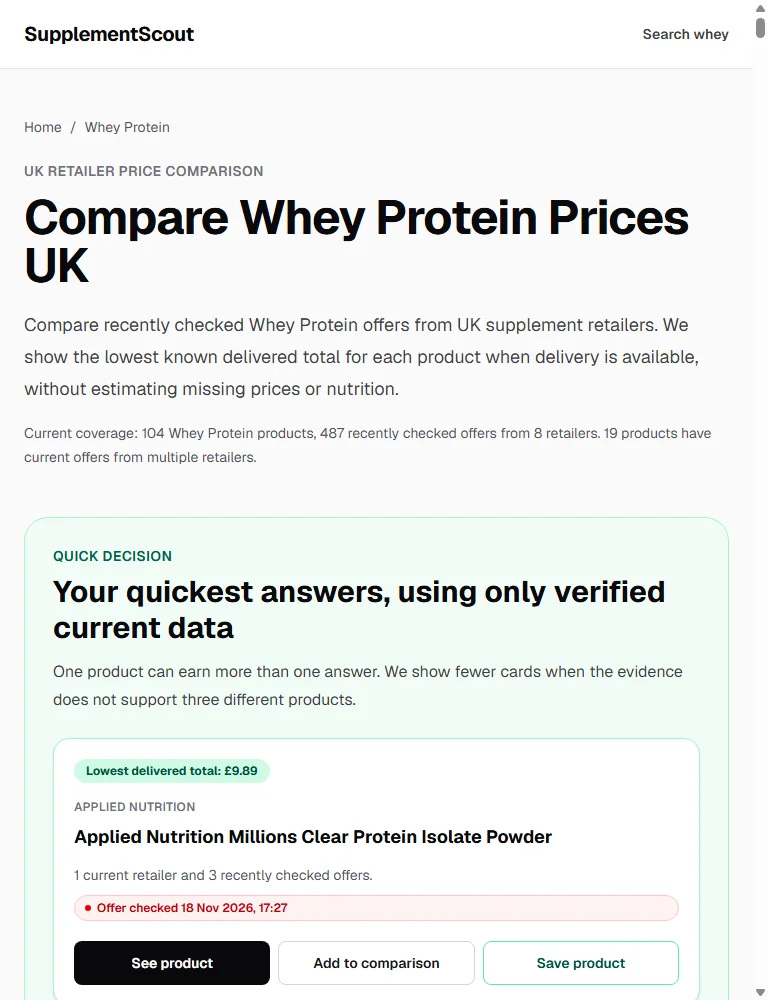 SupplementScout
Search whey
Home / Whey Protein
UK RETAILER PRICE COMPARISON
Compare Whey Protein Prices
UK
Compare recently checked Whey Protein offers from UK supplement retailers. We
show the lowest known delivered total for each product when delivery is available,
without estimating missing prices or nutrition.
Current coverage: 104 Whey Protein products, 487 recently checked offers from 8 retailers. 19 products have
current offers from multiple retailers.
QUICK DECISION
Your quickest answers, using only verified
current data
One product can earn more than one answer. We show fewer cards when the evidence
does not support three different products.
Lowest delivered total: £9.89
APPLIED NUTRITION
Applied Nutrition Millions Clear Protein Isolate Powder
1 current retailer and 3 recently checked offers.
Offer checked 18 Nov 2026, 17:27
See product
Add to comparison
Save product